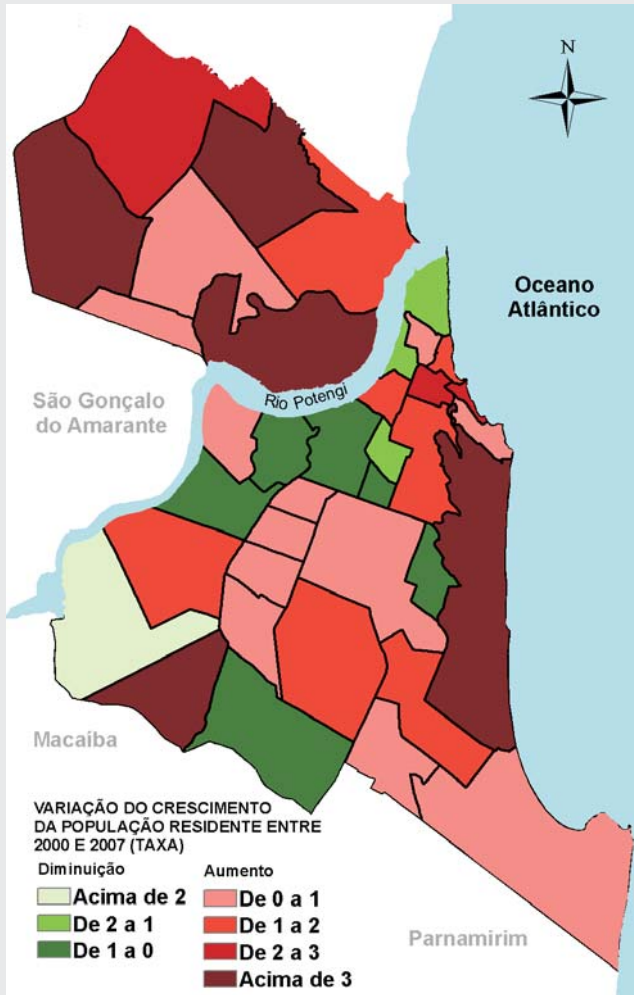 N
Oceano
Atlântico
Rio Potengi
São Gonçalo
do Amarante
Macaíba
VARIAÇÃO DO CRESCIMENTO
DA POPULAÇÃO RESIDENTE ENTRE
2000 E 2007 (TAXA)
Diminuição
Acima de 2
De 2 a 1
De 1 a 0
Aumento
De 0 a 1
De 1 a 2
De 2 a 3
Acima de 3
Parnamirim